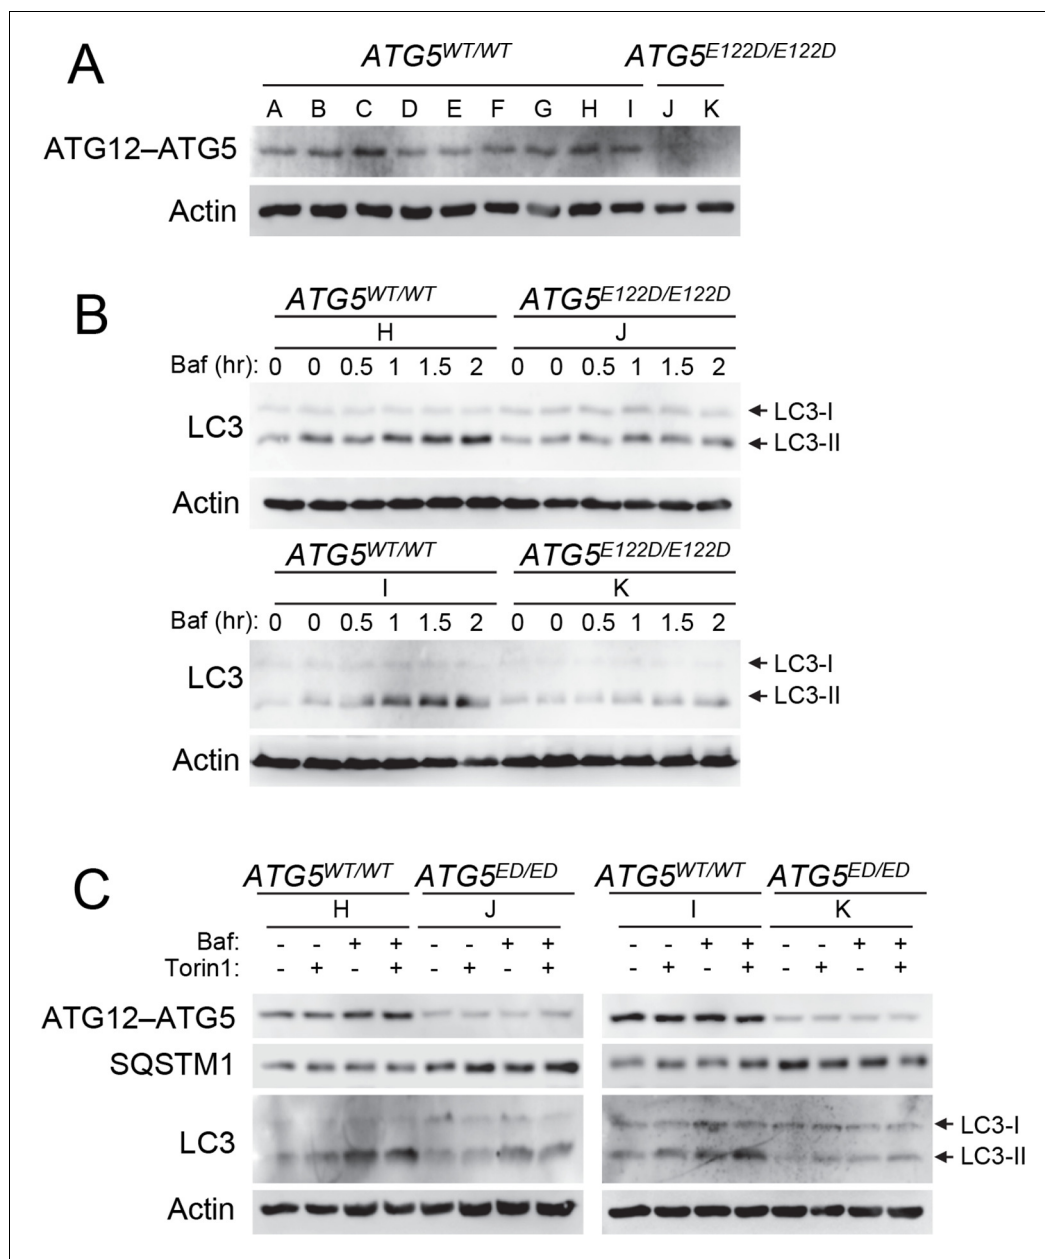 A
ATG5WT/WT ATG5E122D/E122D
A B C D E F G H I J K
ATG12–ATG5
Actin
B
ATG5WT/WT ATG5E122D/E122D
H J
Baf (hr): 0 0 0.5 1 1.5 2 0 0 0.5 1 1.5 2
LC3
LC3-I
LC3-II
Actin
ATG5WT/WT ATG5E122D/E122D
I K
Baf (hr): 0 0 0.5 1 1.5 2 0 0 0.5 1 1.5 2
LC3
LC3-I
LC3-II
Actin
C
ATG5WT/WT ATG5ED/ED ATG5WT/WT ATG5ED/ED
H J I K
Baf: - - + + - - + + - - + + - - + +
Torin1: - + - + - + - + - + - + - + - +
ATG12–ATG5
SQSTM1
LC3
LC3-I
LC3-II
Actin